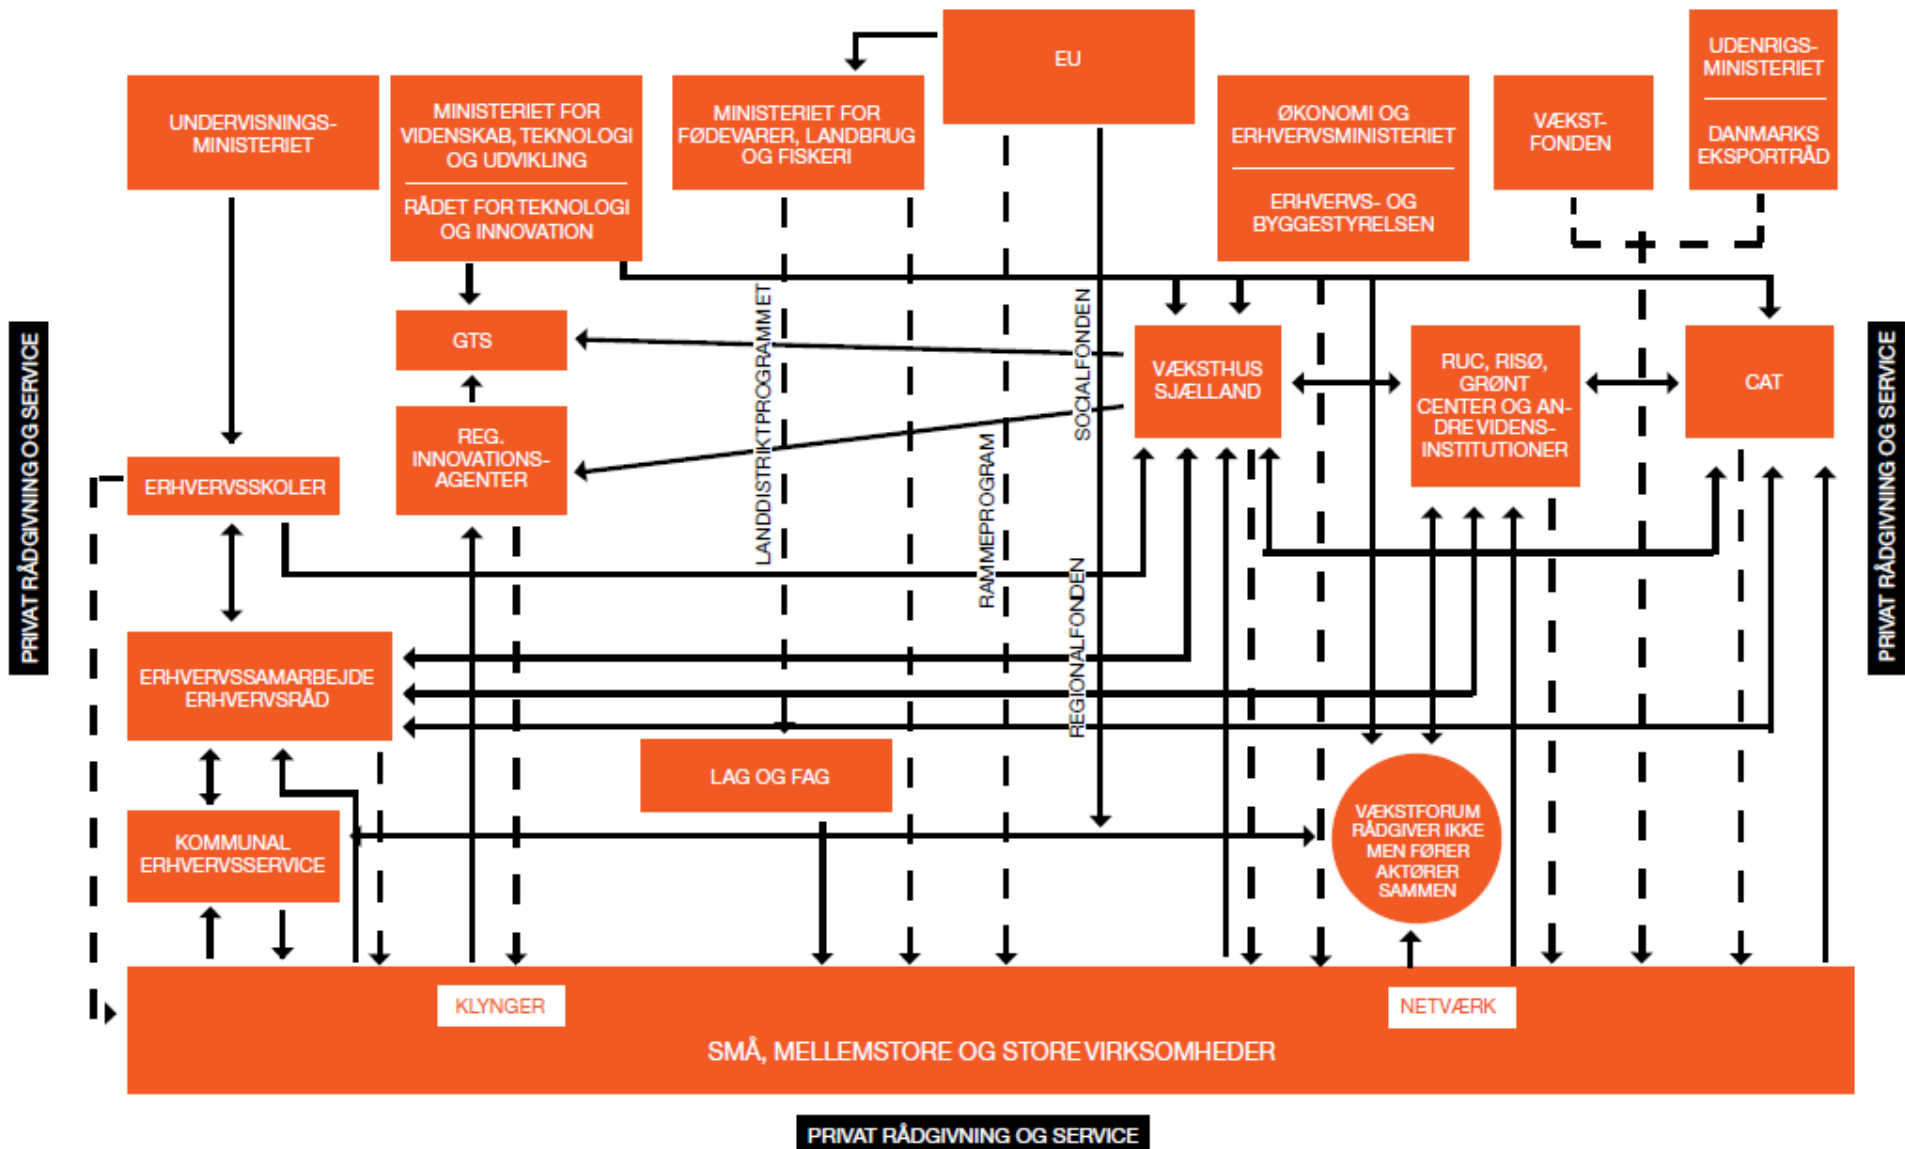 EU
UDENRIGS-
MINISTERIET
DANMARKS
EKSPORTRÅD
UNDERVISNINGS-
MINISTERIET
MINISTERIET FOR
VIDENSKAB, TEKNOLOGI
OG UDVIKLING
RÅDET FOR TEKNOLOGI
OG INNOVATION
MINISTERIET FOR
FØDEVARER, LANDBRUG
OG FISKERI
ØKONOMI OG
ERHVERVSMINISTERIET
ERHVERVS- OG
BYGGESTYRELSEN
VÆKST-
FONDEN
PRIVAT RÅDGIVNING OG SERVICE
GTS
REG.
INNOVATIONS-
AGENTER
LANDDISTRIKTPROGRAMMET
RAMMEPROGRAM
SOCIALFONDEN
REGIONALFONDEN
VÆKSTHUS
SJÆLLAND
RUC, RISØ,
GRØNT
CENTER OG AN-
DRE VIDENS-
INSTITUTIONER
CAT
PRIVAT RÅDGIVNING OG SERVICE
ERHVERVSSKOLER
ERHVERVSSAMARBEJDE
ERHVERVSRÅD
LAG OG FAG
KOMMUNAL
ERHVERVSSERVICE
VÆKSTFORUM
RÅDGIVER IKKE
MEN FØRER
AKTØRER
SAMMEN
KLYNGER
NETVÆRK
SMÅ, MELLEMSTORE OG STORE VIRKSOMHEDER
PRIVAT RÅDGIVNING OG SERVICE